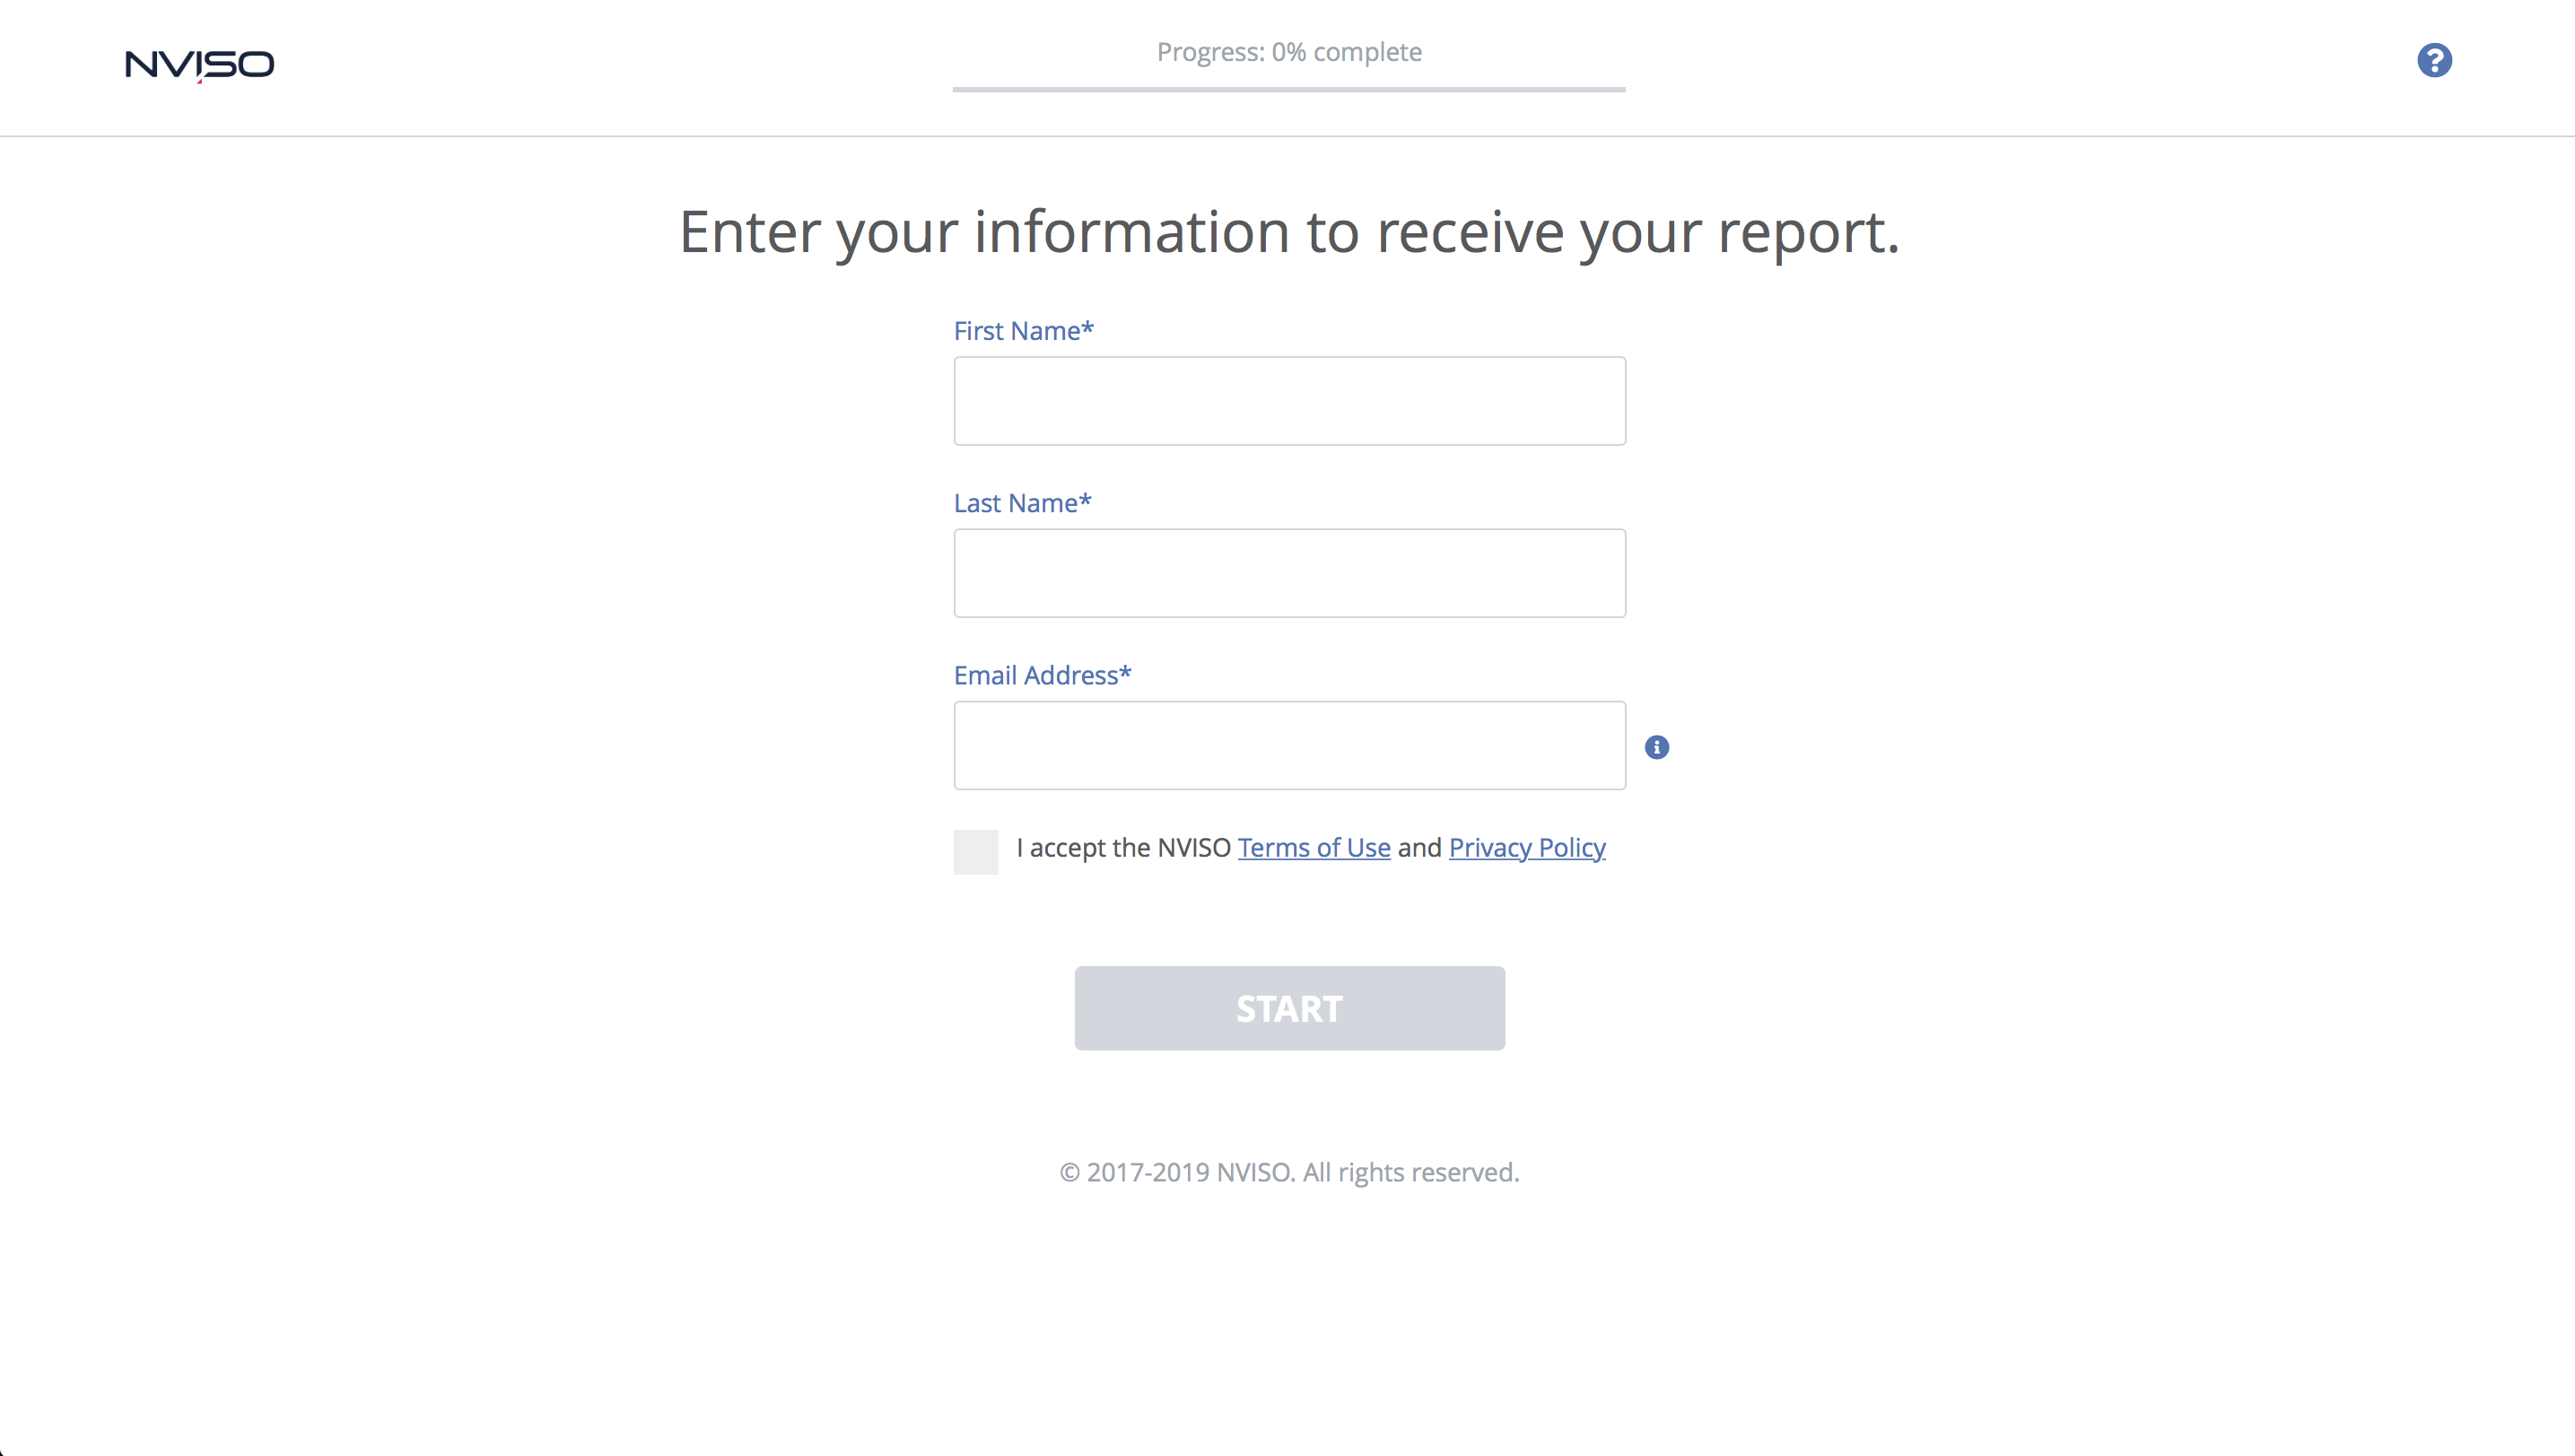 NVISO
Progress: 0% complete
?
Enter your information to receive your report.
First Name*
Last Name*
Email Address*
i
I accept the NVISO Terms of Use and Privacy Policy
START
© 2017-2019 NVISO. All rights reserved.